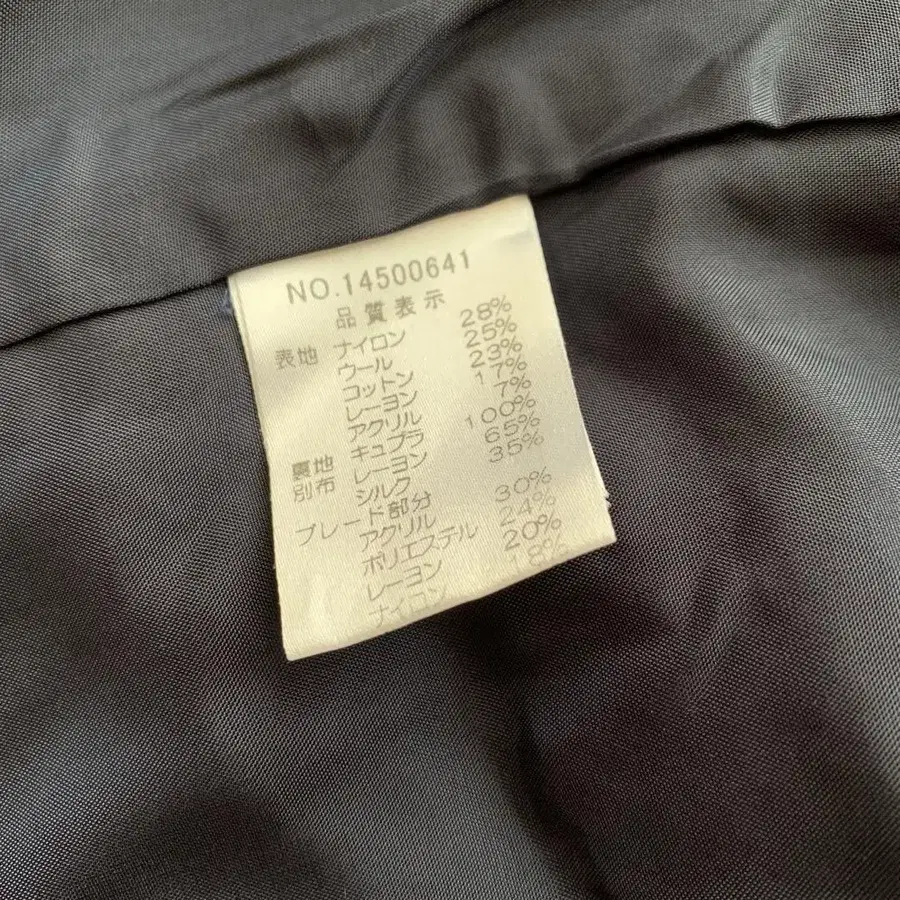 NO.14500641
品質表示
表地 ナイロン 28%
ウール 25%
コットン 23%
レーヨン 17%
アクリル 7%
裏地 キュプラ 100%
別布 レーヨン 65%
シルク 35%
ブレード部分
アクリル 30%
ポリエステル 24%
レーヨン 20%
ナイロン 18%